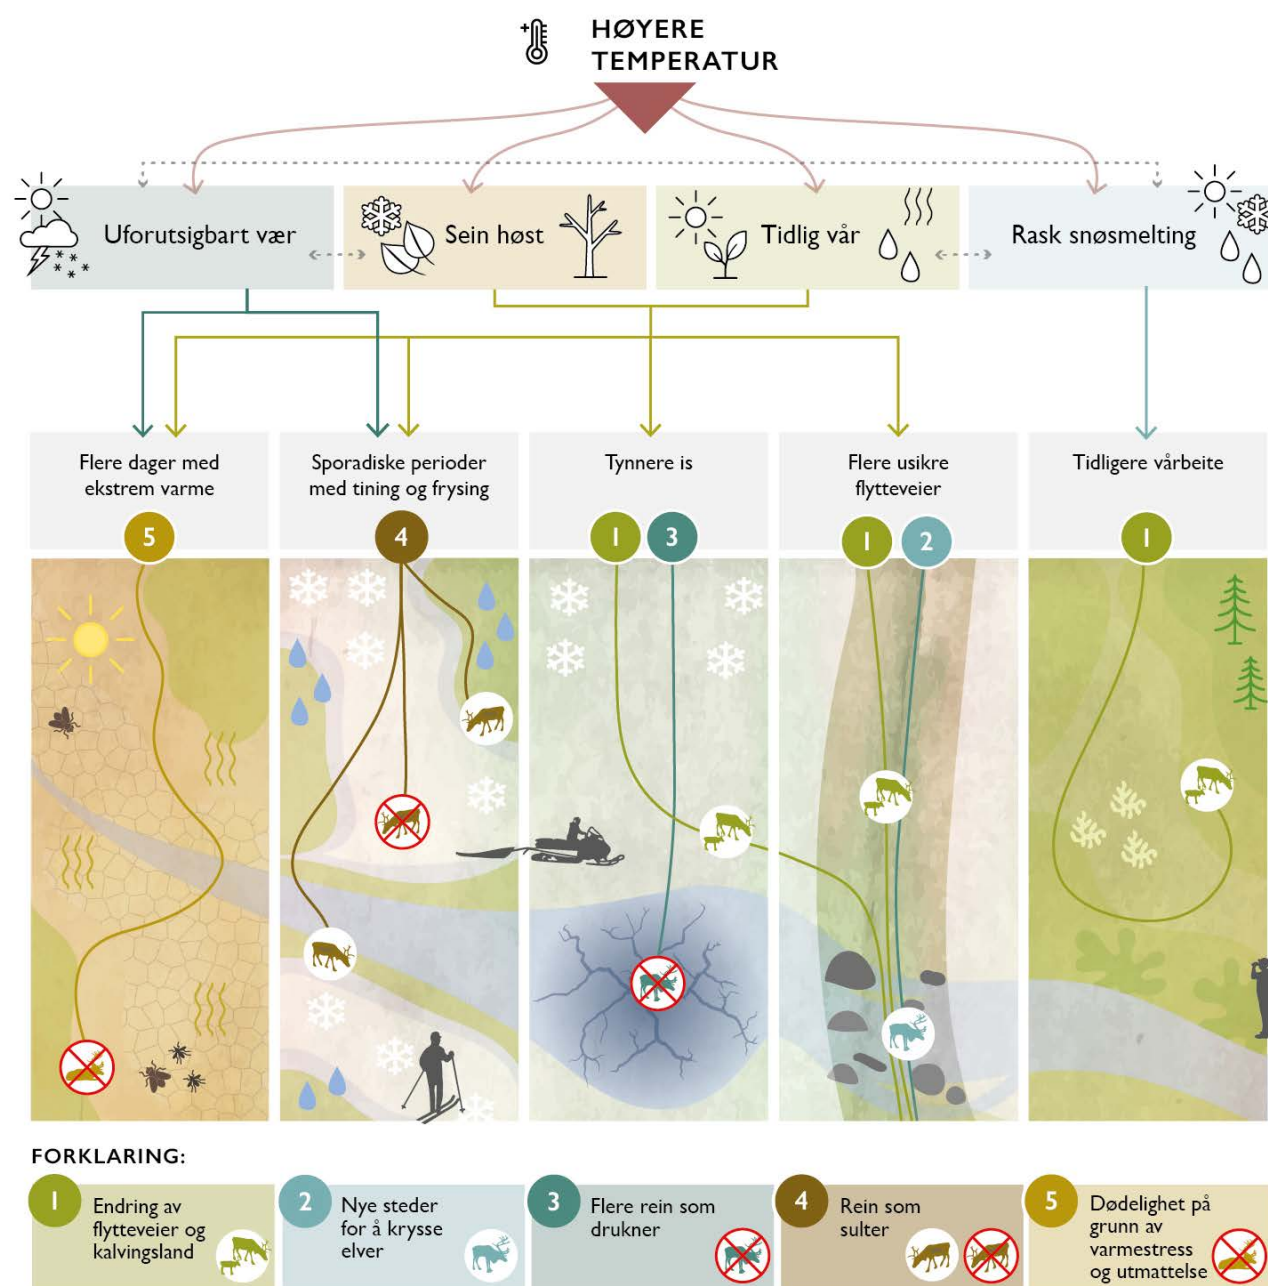 HØYERE
TEMPERATUR
Uforutsigbart vær
Sein høst
Tidlig vår
Rask snøsmelting
Flere dager med
ekstrem varme
5
Sporadiske perioder
med tining og frysing
4
Tynnere is
1
3
Flere usikre
flytteveier
1
2
Tidligere vårbeite
1
FORKLARING:
1
Endring av
flytteveier og
kalvingsland
2
Nye steder
for å krysse
elver
3
Flere rein som
drukner
4
Rein som
sulter
5
Dødelighet på
grunn av
varmestress
og utmattelse